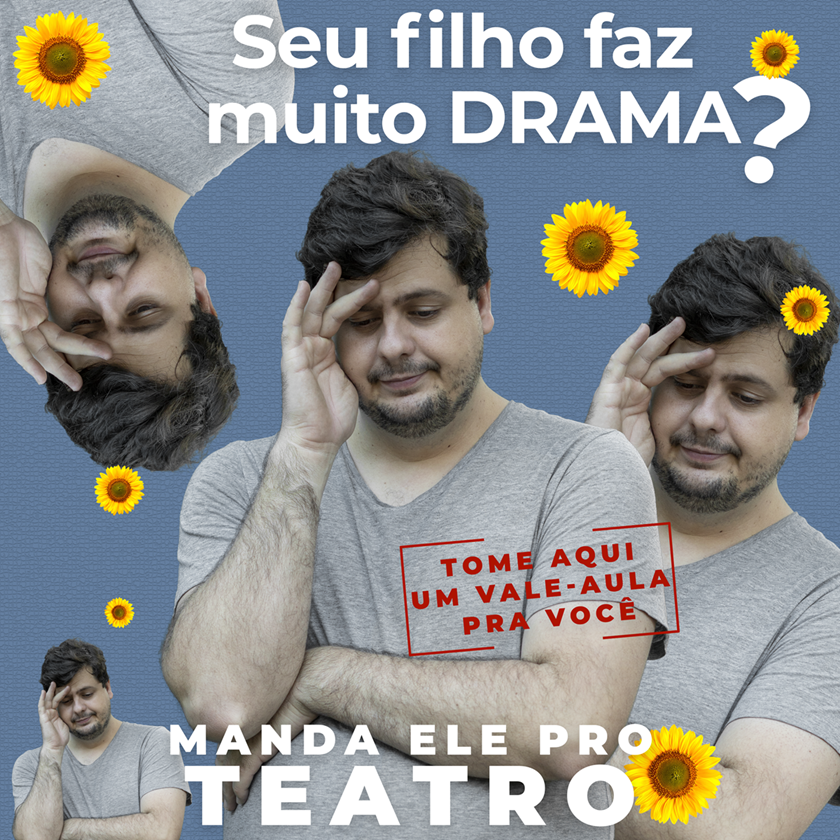 Seu filho faz
muito DRAMA?
TOME AQUI
UM VALE-AULA
PRA VOCÊ
MANDA ELE PRO
TEATRO